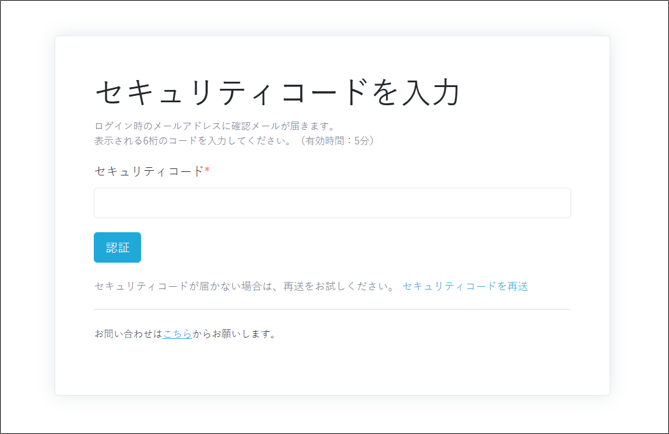 セキュリティコードを入力
ログイン時のメールアドレスに確認メールが届きます。
表示される6桁のコードを入力してください。（有効時間：5分）
セキュリティコード*
認証
セキュリティコードが届かない場合は、再送をお試しください。 セキュリティコードを再送
お問い合わせはこちらからお願いします。